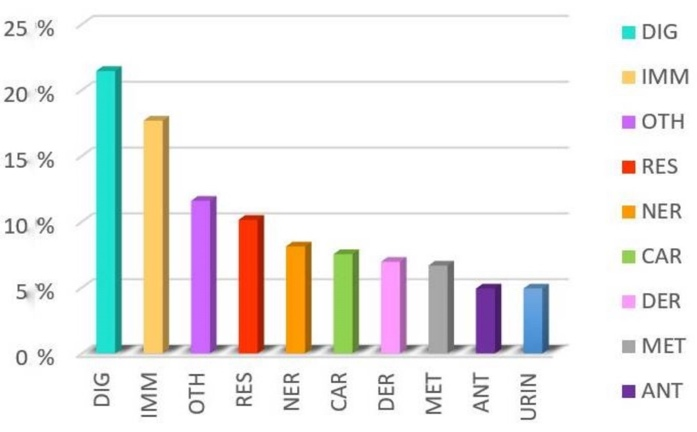 25 %
20 %
15 %
10 %
5 %
0 %
DIG
IMM
OTH
RES
NER
CAR
DER
MET
ANT
URIN
DIG
IMM
OTH
RES
NER
CAR
DER
MET
ANT